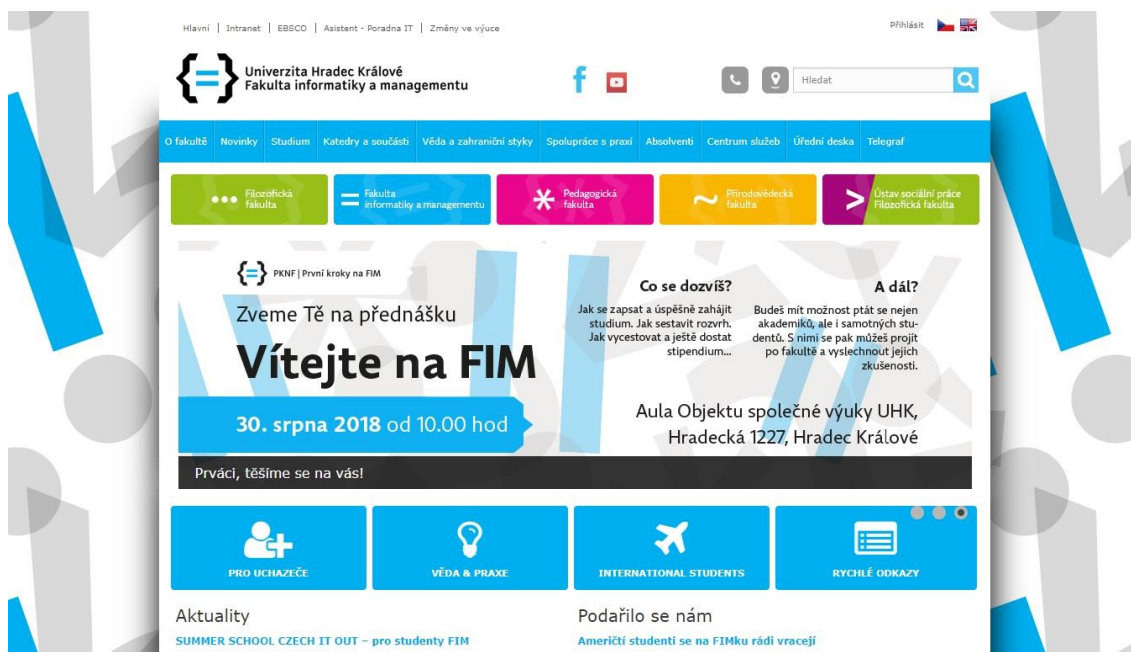 Hlavní | Intranet | EBSCO | Asistent - Poradna IT | Změny ve výuce
Přihlásit
Univerzita Hradec Králové
Fakulta informatiky a managementu
Hledat
O fakultě Novinky Studium Katedry a součásti Věda a zahraniční styky Spolupráce s praxí Absolventi Centrum služeb Úřední deska Telegraf
Filozofická
fakulta
Fakulta
informatiky a managementu
Pedagogická
fakulta
Přírodovědecká
fakulta
Ústav sociální práce
Filozofická fakulta
PKNF | První kroky na FIM
Zveme Tě na přednášku
Vítejte na FIM
30. srpna 2018 od 10.00 hod
Co se dozvíš?
Jak se zapsat a úspěšně zahájit
studium. Jak sestavit rozvrh.
Jak vycestovat a ještě dostat
stipendium...
A dál?
Budeš mít možnost ptát se nejen
akademiků, ale i samotných stu-
dentů. S nimi se pak můžeš projít
po fakultě a vyslechnout jejich
zkušenosti.
Aula Objektu společné výuky UHK,
Hradecká 1227, Hradec Králové
Prváci, těšíme se na vás!
PRO UCHAZEČE
VĚDA & PRAXE
INTERNATIONAL STUDENTS
RYCHLÉ ODKAZY
Aktuality
SUMMER SCHOOL CZECH IT OUT – pro studenty FIM
Podařilo se nám
Američtí studenti se na FIMku rádi vracejí